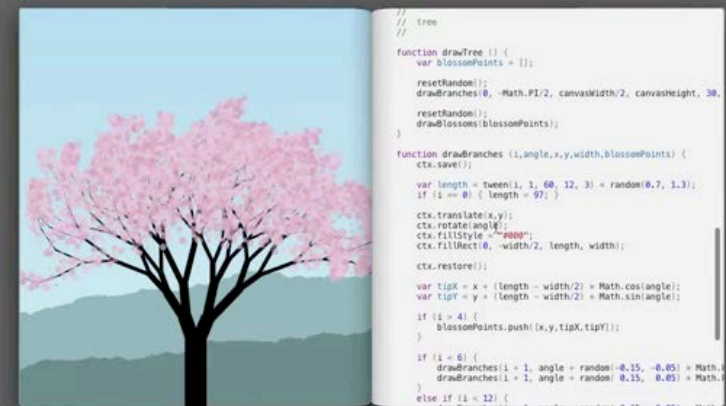 //
// tree
//
function drawTree () {
var blossomPoints = [];
resetRandom();
drawBranches(0, -Math.PI/2, canvasWidth/2, canvasHeight, 30,
resetRandom();
drawBlossoms(blossomPoints);
}
function drawBranches (i,angle,x,y,width,blossomPoints) {
ctx.save();
var length = tween(i, 1, 60, 12, 3) * random(0.7, 1.3);
if (i == 0) { length = 97; }
ctx.translate(x,y);
ctx.rotate(angle);
ctx.fillStyle = "#000";
ctx.fillRect(0, -width/2, length, width);
ctx.restore();
var tipX = x + (length - width/2) * Math.cos(angle);
var tipY = y + (length - width/2) * Math.sin(angle);
if (i > 4) {
blossomPoints.push([x,y,tipX,tipY]);
}
if (i < 6) {
drawBranches(i + 1, angle + random(-0.15, -0.05) * Math.
drawBranches(i + 1, angle + random( 0.15,  0.05) * Math.
}
else if (i < 12) {